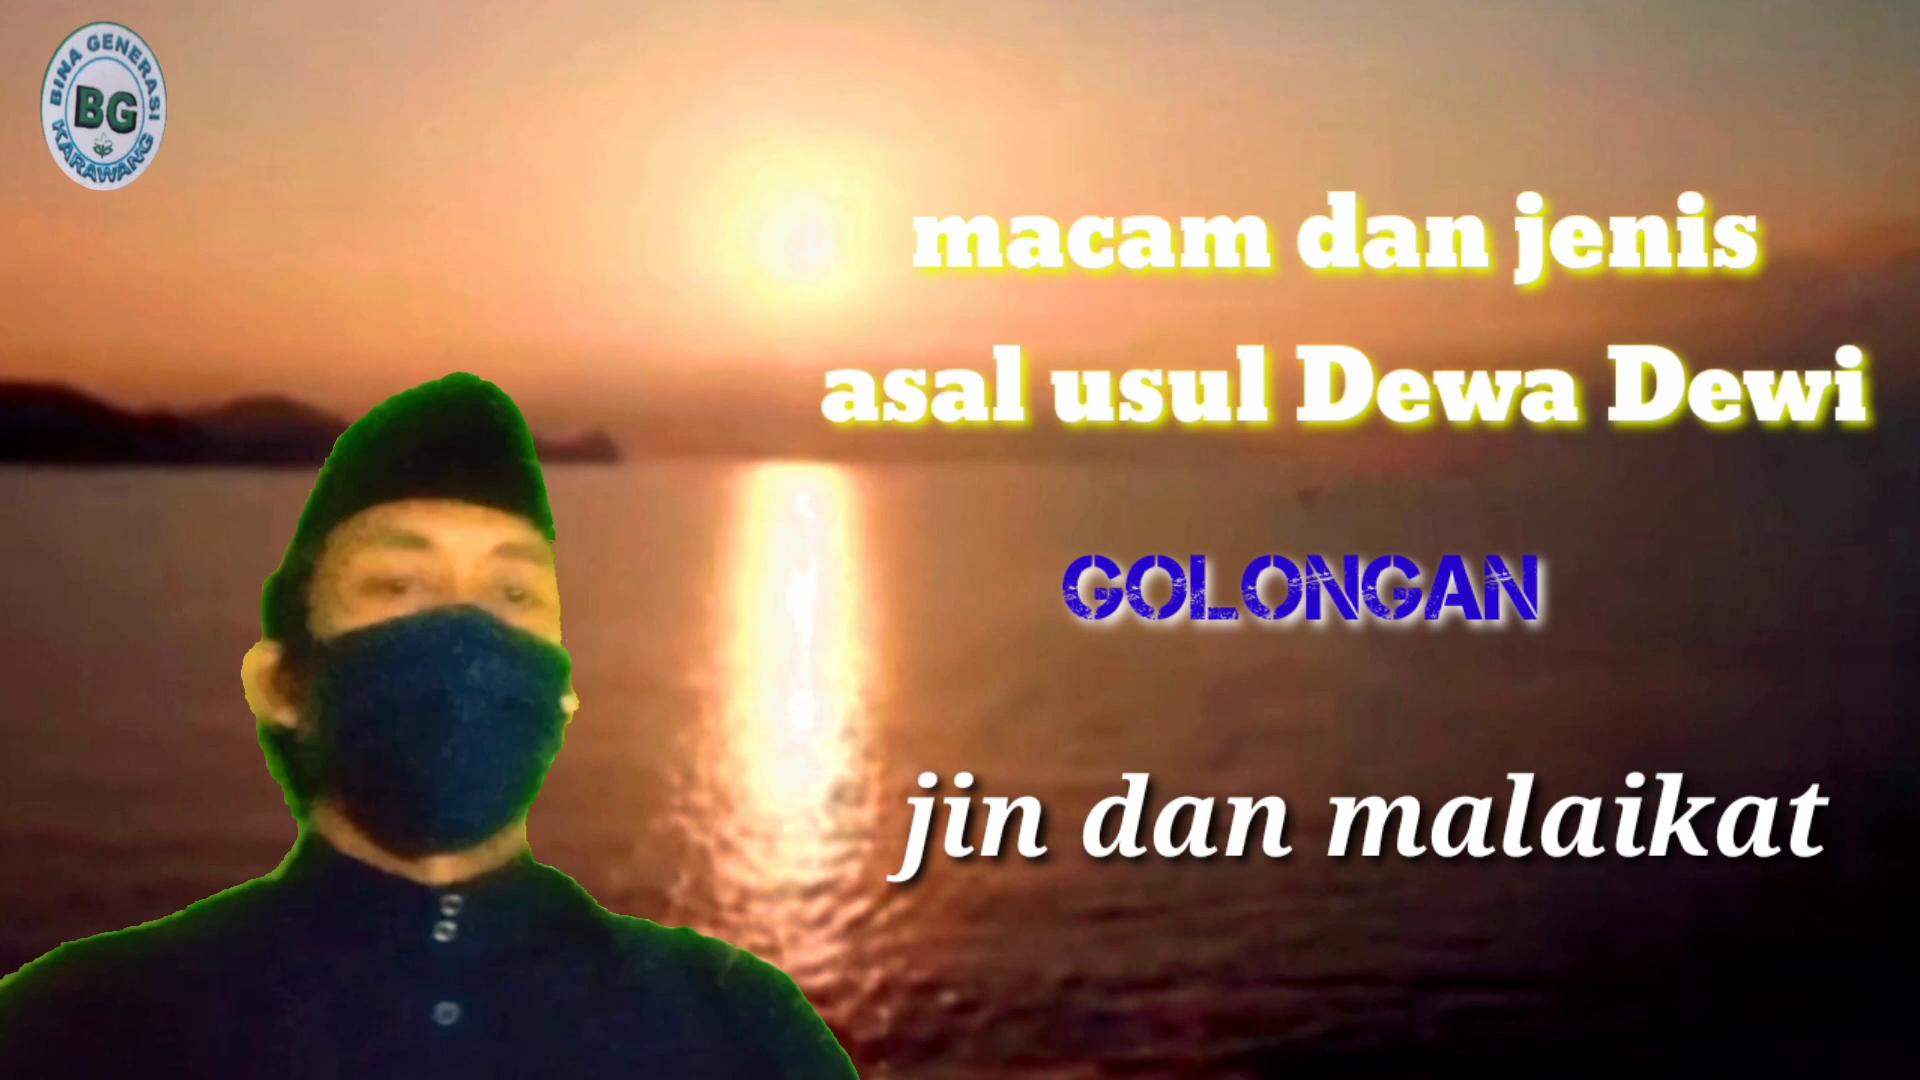 BINA GENERASI
BG
KARAWANG
macam dan jenis
asal usul Dewa Dewi
GOLONGAN
jin dan malaikat